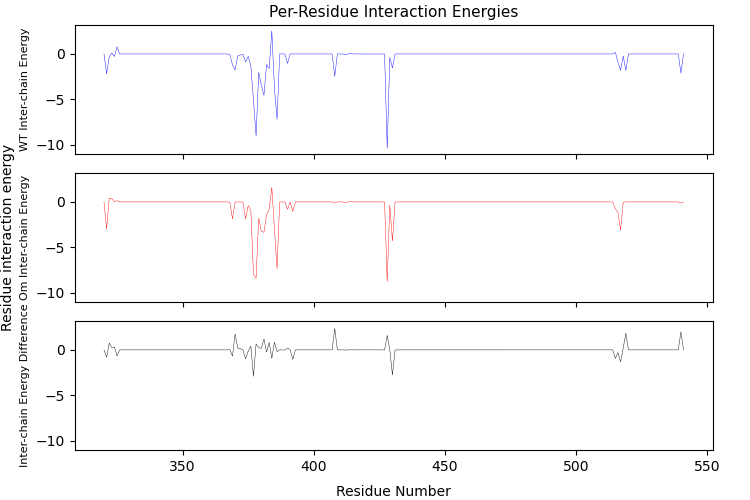 Per-Residue Interaction Energies
Residue interaction energy
WT Inter-chain Energy
0
−5
−10
Om Inter-chain Energy
0
−5
−10
Inter-chain Energy Difference
0
−5
−10
350
400
450
500
550
Residue Number